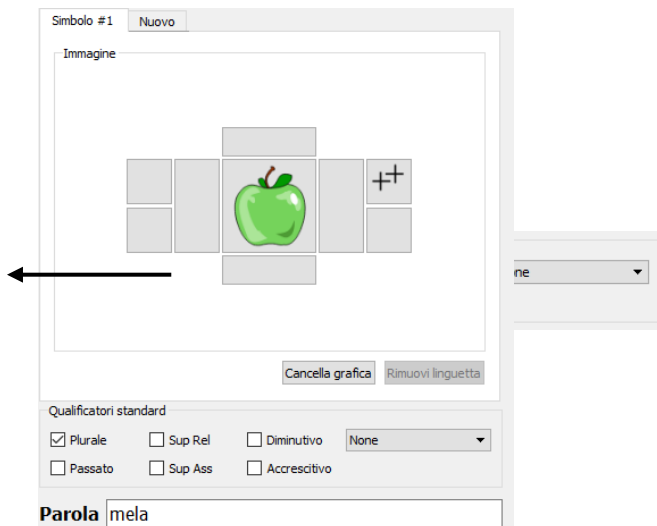 Simbolo #1 Nuovo
Immagine
++
Cancella grafica Rimuovi linguetta
Qualificatori standard
Plurale Sup Rel Diminutivo None
Passato Sup Ass Accrescitivo
Parola mela